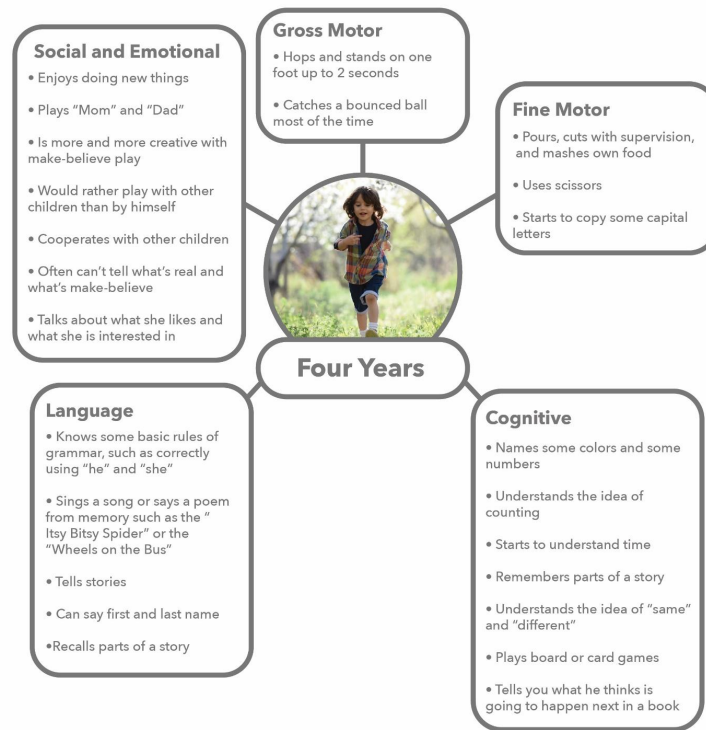 Social and Emotional
• Enjoys doing new things
• Plays “Mom” and “Dad”
• Is more and more creative with
make-believe play
• Would rather play with other
children than by himself
• Cooperates with other children
• Often can’t tell what’s real and
what’s make-believe
• Talks about what she likes and
what she is interested in
Gross Motor
• Hops and stands on one
foot up to 2 seconds
• Catches a bounced ball
most of the time
Fine Motor
• Pours, cuts with supervision,
and mashes own food
• Uses scissors
• Starts to copy some capital
letters
Four Years
Language
• Knows some basic rules of
grammar, such as correctly
using “he” and “she”
• Sings a song or says a poem
from memory such as the “
Itsy Bitsy Spider” or the
“Wheels on the Bus”
• Tells stories
• Can say first and last name
•Recalls parts of a story
Cognitive
• Names some colors and some
numbers
• Understands the idea of
counting
• Starts to understand time
• Remembers parts of a story
• Understands the idea of “same”
and “different”
• Plays board or card games
• Tells you what he thinks is
going to happen next in a book